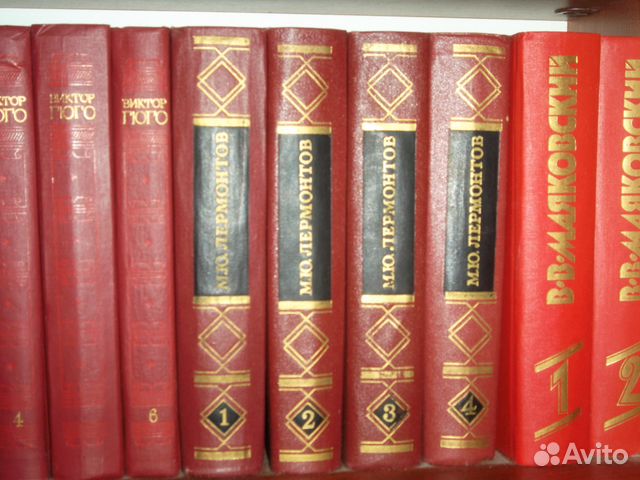 ВИКТОР
ГЮГО
4
ВИКТОР
ГЮГО
ВИКТОР
ГЮГО
6
М.Ю. ЛЕРМОНТОВ
1
М.Ю. ЛЕРМОНТОВ
2
М.Ю. ЛЕРМОНТОВ
3
М.Ю. ЛЕРМОНТОВ
4
В·В·МАЯКОВСКИЙ
1
2
Avito